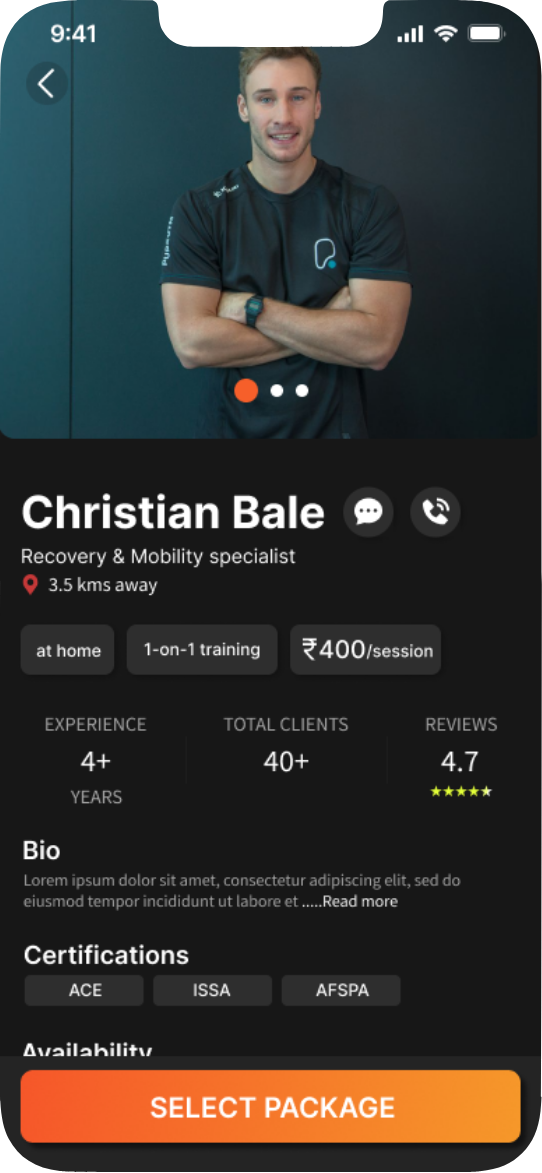 9:41
Christian Bale
Recovery & Mobility specialist
3.5 kms away
at home
1-on-1 training
₹400/session
EXPERIENCE
4+
YEARS
TOTAL CLIENTS
40+
REVIEWS
4.7
Bio
Lorem ipsum dolor sit amet, consectetur adipiscing elit, sed do
eiusmod tempor incididunt ut labore et .....Read more
Certifications
ACE
ISSA
AFSPA
Availability
SELECT PACKAGE